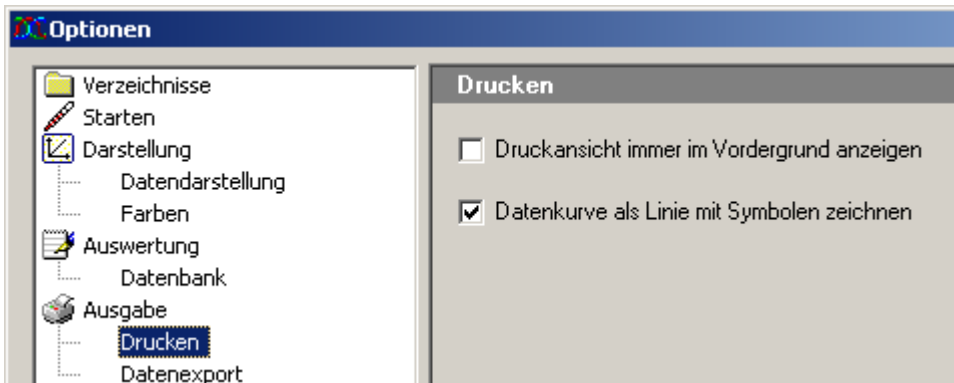 Optionen
Verzeichnisse
Starten
Darstellung
Datendarstellung
Farben
Auswertung
Datenbank
Ausgabe
Drucken
Datenexport
Drucken
Druckansicht immer im Vordergrund anzeigen
Datenkurve als Linie mit Symbolen zeichnen